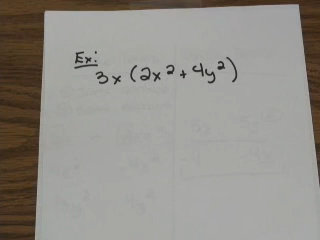 Ex:
3x (2x² + 4y²)